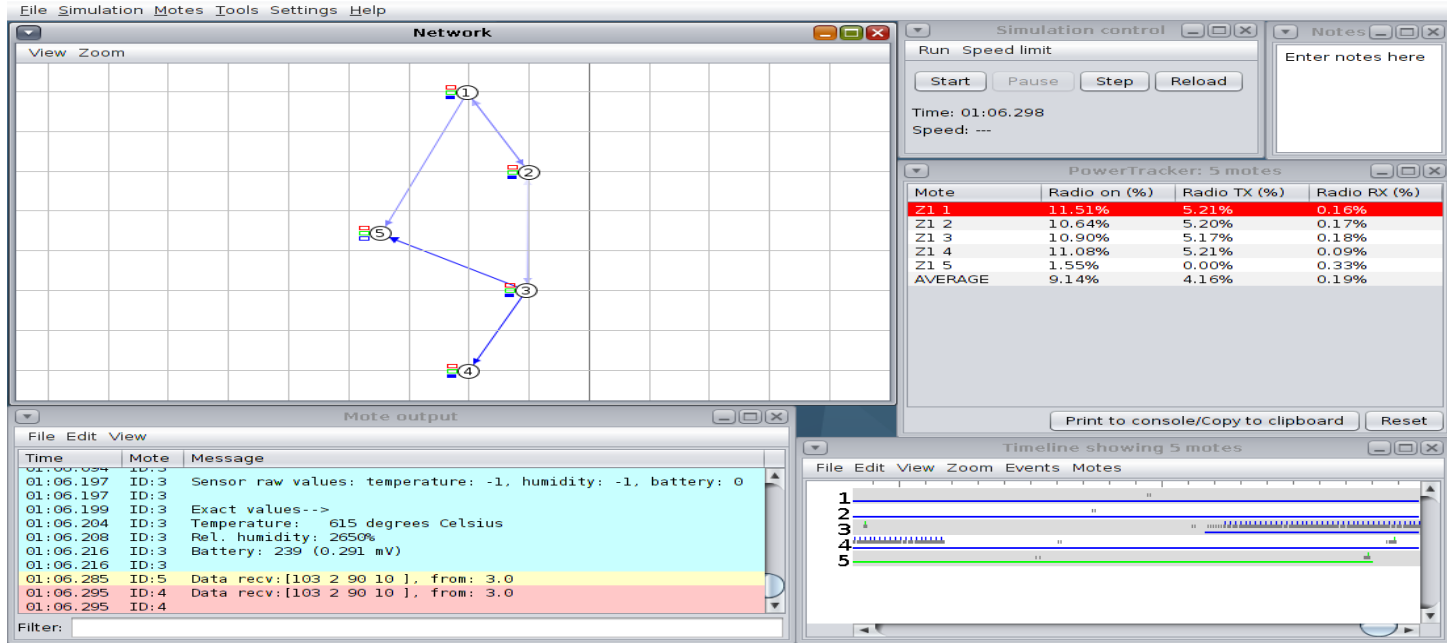 File Simulation Motes Tools Settings Help
Network
View Zoom
1
2
5
3
4
Simulation control
Run Speed limit
Start Pause Step Reload
Time: 01:06.298
Speed: ---
Notes
Enter notes here
PowerTracker: 5 motes
Mote Radio on (%) Radio TX (%) Radio RX (%)
Z1 1 11.51% 5.21% 0.16%
Z1 2 10.64% 5.20% 0.17%
Z1 3 10.90% 5.17% 0.18%
Z1 4 11.08% 5.21% 0.09%
Z1 5 1.55% 0.00% 0.33%
AVERAGE 9.14% 4.16% 0.19%
Print to console/Copy to clipboard Reset
Mote output
File Edit View
Time Mote Message
01:06.094 ID:3
01:06.197 ID:3 Sensor raw values: temperature: -1, humidity: -1, battery: 0
01:06.197 ID:3
01:06.199 ID:3 Exact values-->
01:06.204 ID:3 Temperature: 615 degrees Celsius
01:06.208 ID:3 Rel. humidity: 2650%
01:06.216 ID:3 Battery: 239 (0.291 mV)
01:06.216 ID:3
01:06.285 ID:5 Data recv:[103 2 90 10 ], from: 3.0
01:06.295 ID:4 Data recv:[103 2 90 10 ], from: 3.0
01:06.295 ID:4
Filter:
Timeline showing 5 motes
File Edit View Zoom Events Motes
1
2
3
4
5